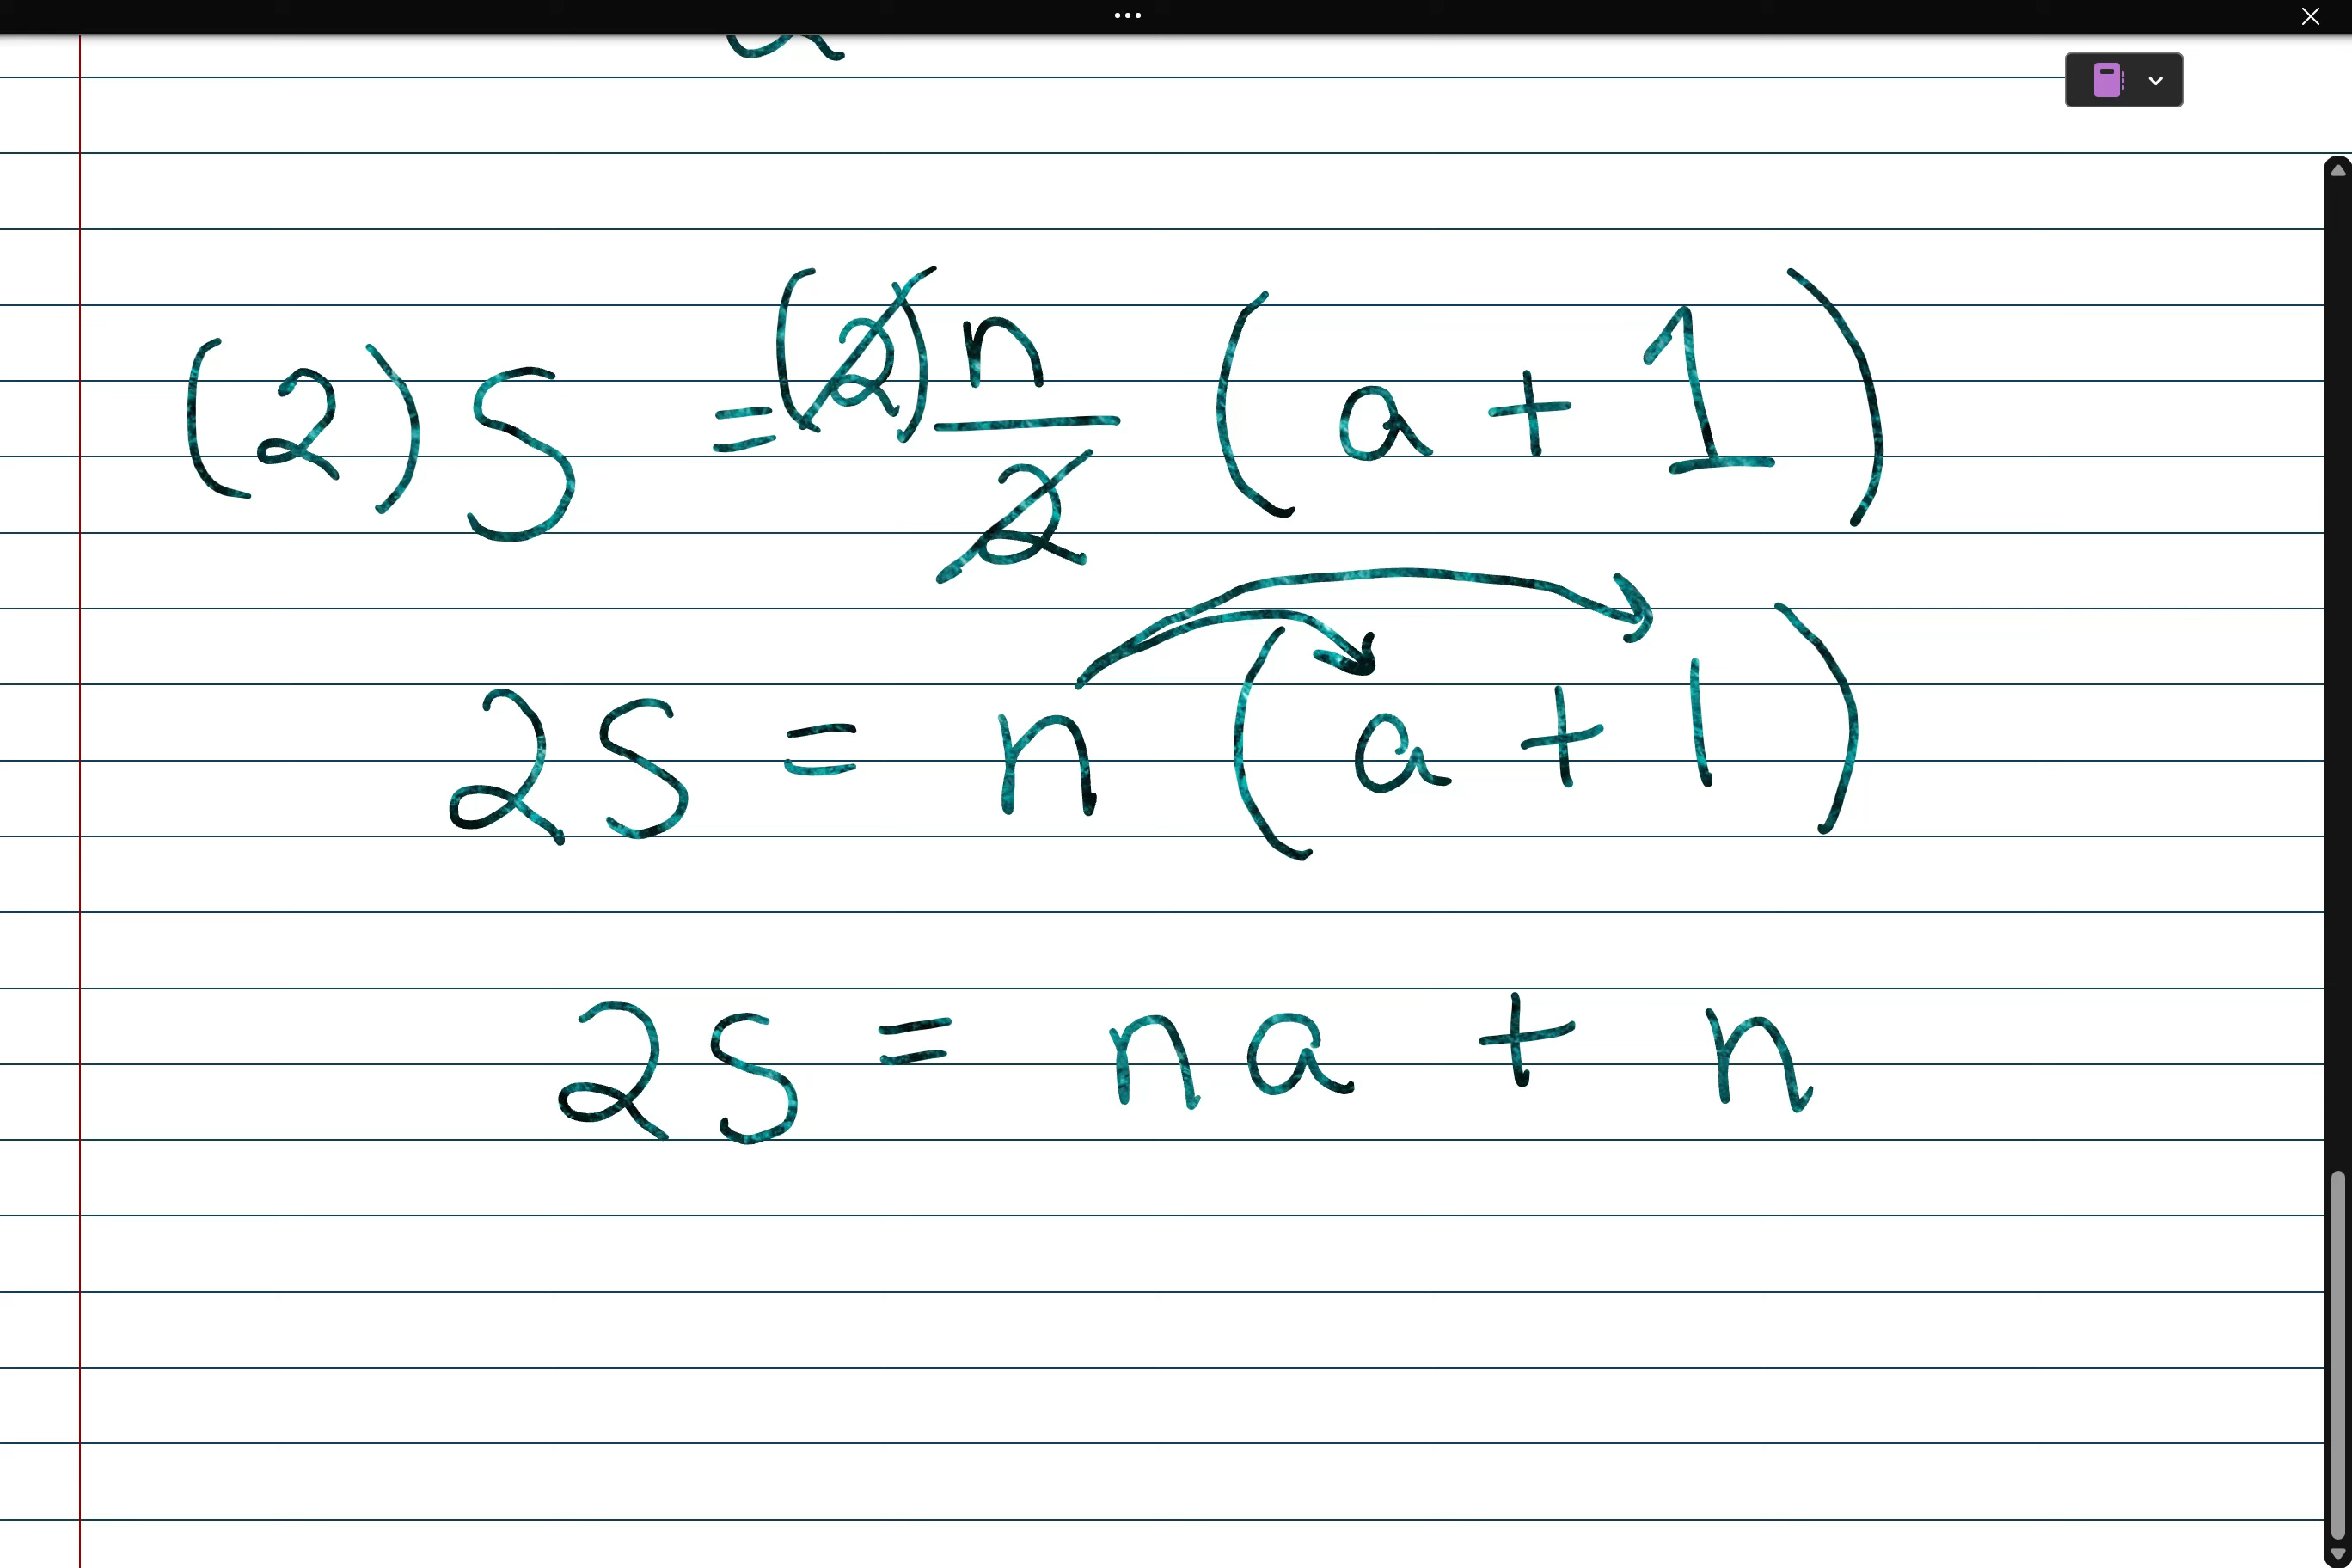 (2) S = (2) n/2 (a + 1)
2S = n (a + 1)
2S = na + n